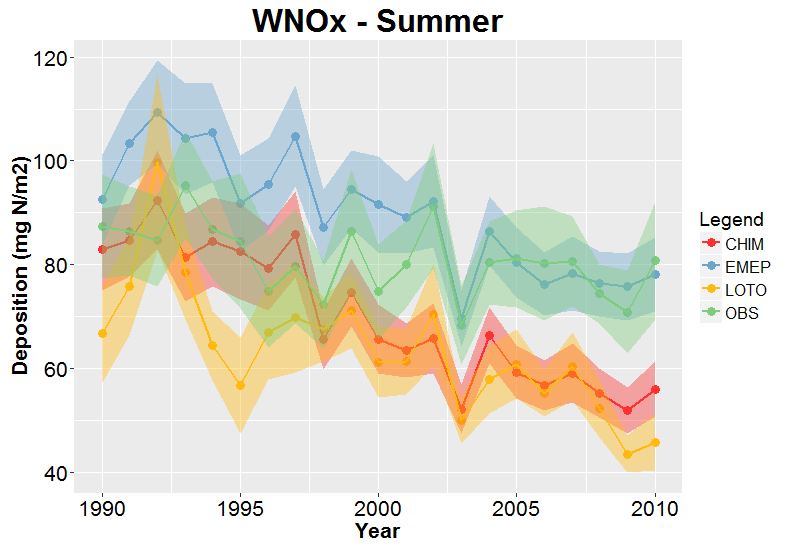 WNOx - Summer
Deposition (mg N/m2)
120
100
80
60
40
1990 1995 2000 2005 2010
Year
Legend
CHIM
EMEP
LOTO
OBS